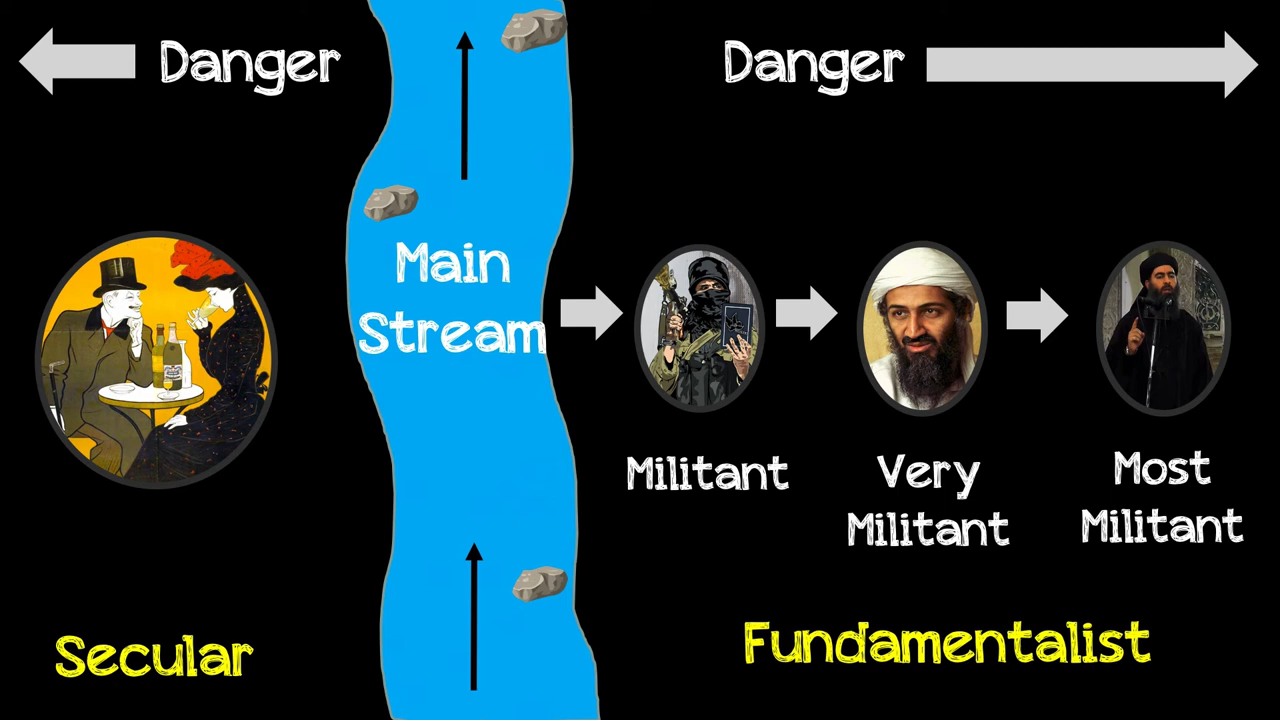 Danger
Danger
Main
Stream
Militant
Very
Militant
Most
Militant
Secular
Fundamentalist